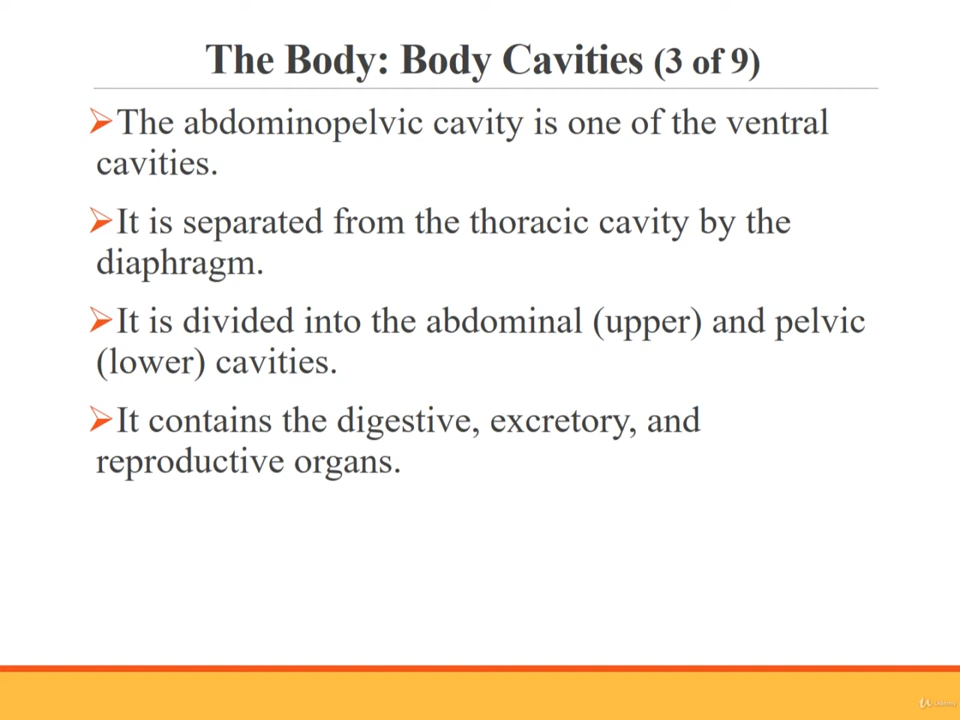 The Body: Body Cavities (3 of 9)
➢The abdominopelvic cavity is one of the ventral
cavities.
➢It is separated from the thoracic cavity by the
diaphragm.
➢It is divided into the abdominal (upper) and pelvic
(lower) cavities.
➢It contains the digestive, excretory, and
reproductive organs.
Udemy